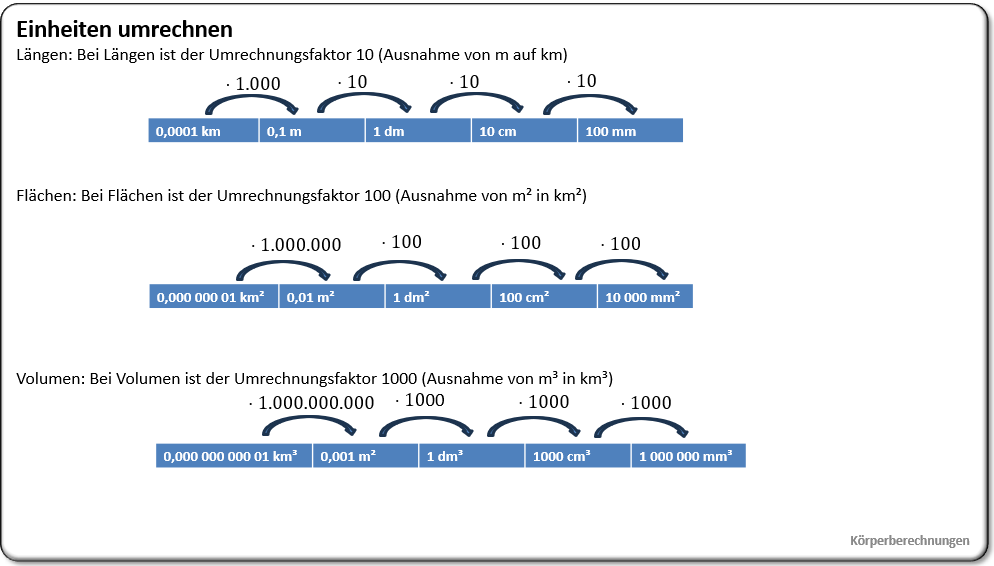 Einheiten umrechnen
Längen: Bei Längen ist der Umrechnungsfaktor 10 (Ausnahme von m auf km)
· 1.000 · 10 · 10 · 10
0,0001 km 0,1 m 1 dm 10 cm 100 mm
Flächen: Bei Flächen ist der Umrechnungsfaktor 100 (Ausnahme von m² in km²)
· 1.000.000 · 100 · 100 · 100
0,000 000 01 km² 0,01 m² 1 dm² 100 cm² 10 000 mm²
Volumen: Bei Volumen ist der Umrechnungsfaktor 1000 (Ausnahme von m³ in km³)
· 1.000.000.000 · 1000 · 1000 · 1000
0,000 000 000 01 km³ 0,001 m² 1 dm³ 1000 cm³ 1 000 000 mm³
Körperberechnungen